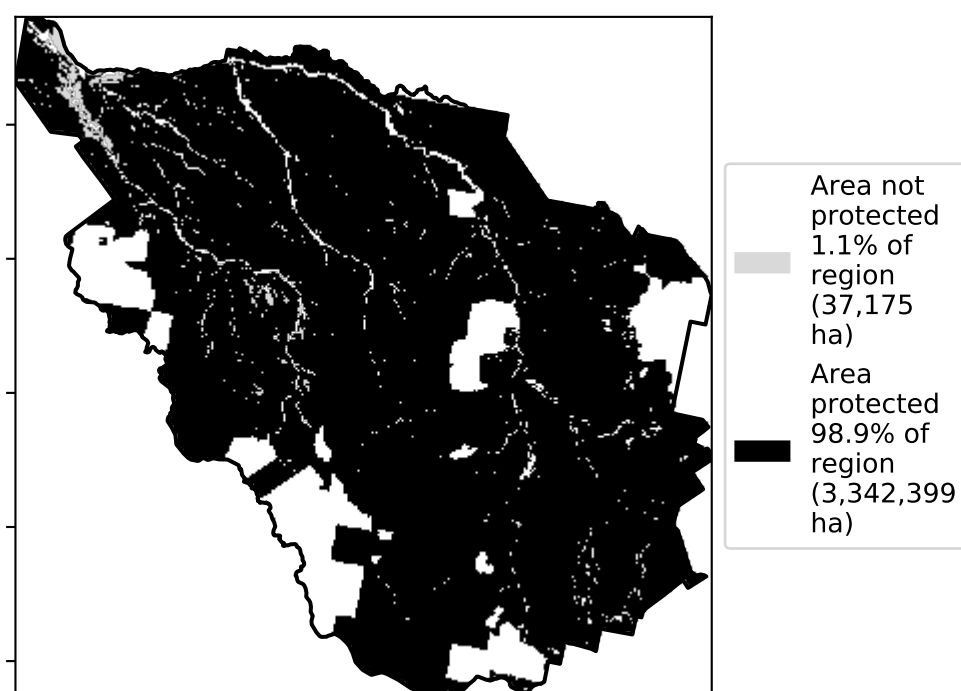 Area not
protected
1.1% of
region
(37,175
ha)
Area
protected
98.9% of
region
(3,342,399
ha)